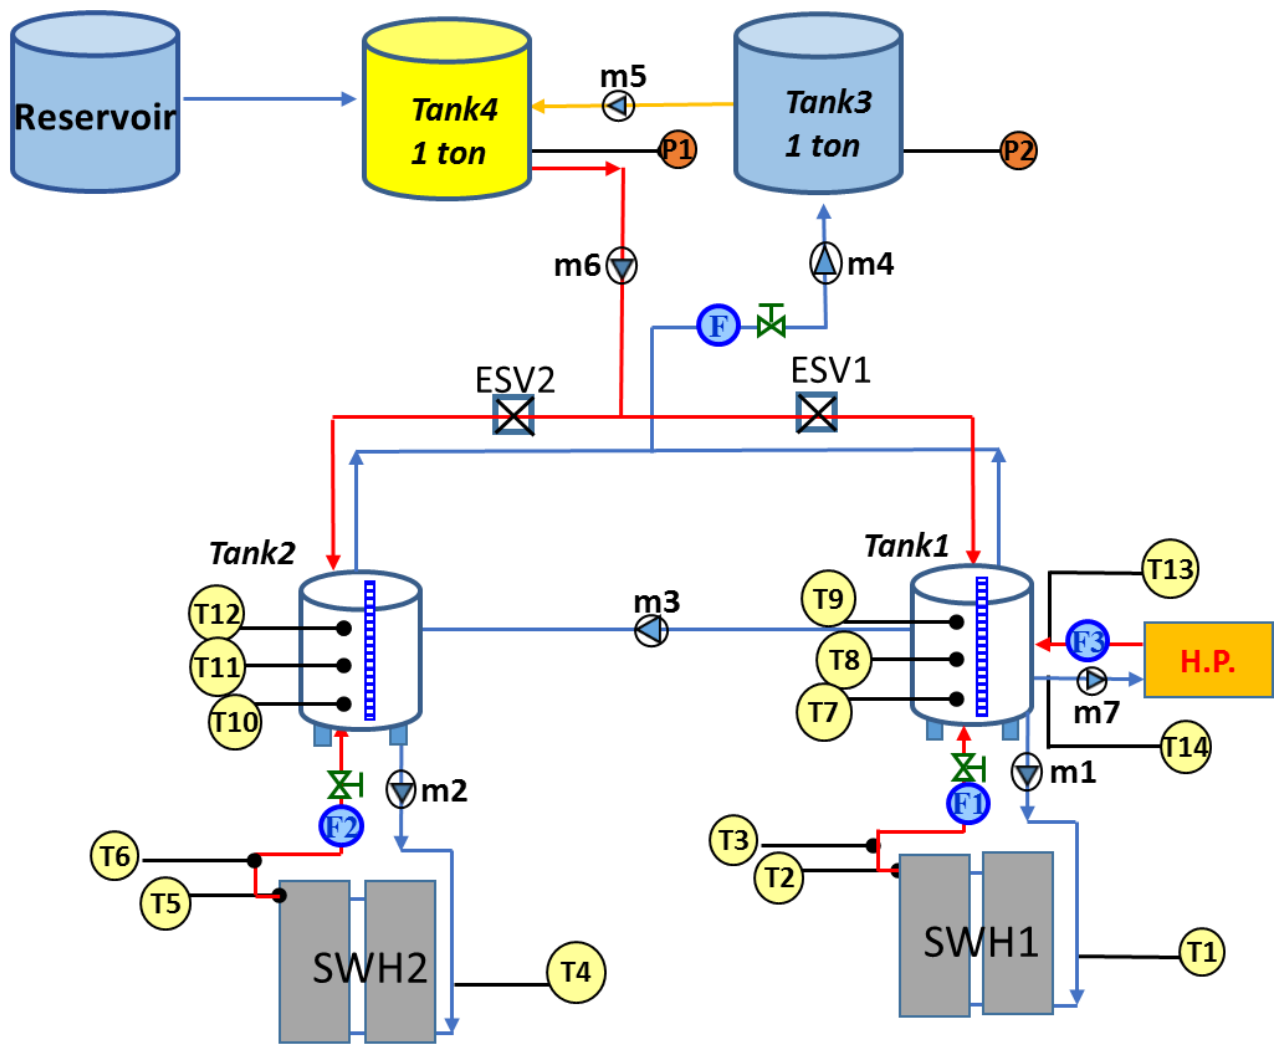 Reservoir
Tank4
1 ton
m5
Tank3
1 ton
P1
P2
m6
m4
F
ESV2
ESV1
Tank2
Tank1
T13
T12
T9
m3
F3
H.P.
T11
T8
m7
T10
T7
T14
m2
m1
F2
F1
T6
T3
T5
T2
SWH2
SWH1
T4
T1